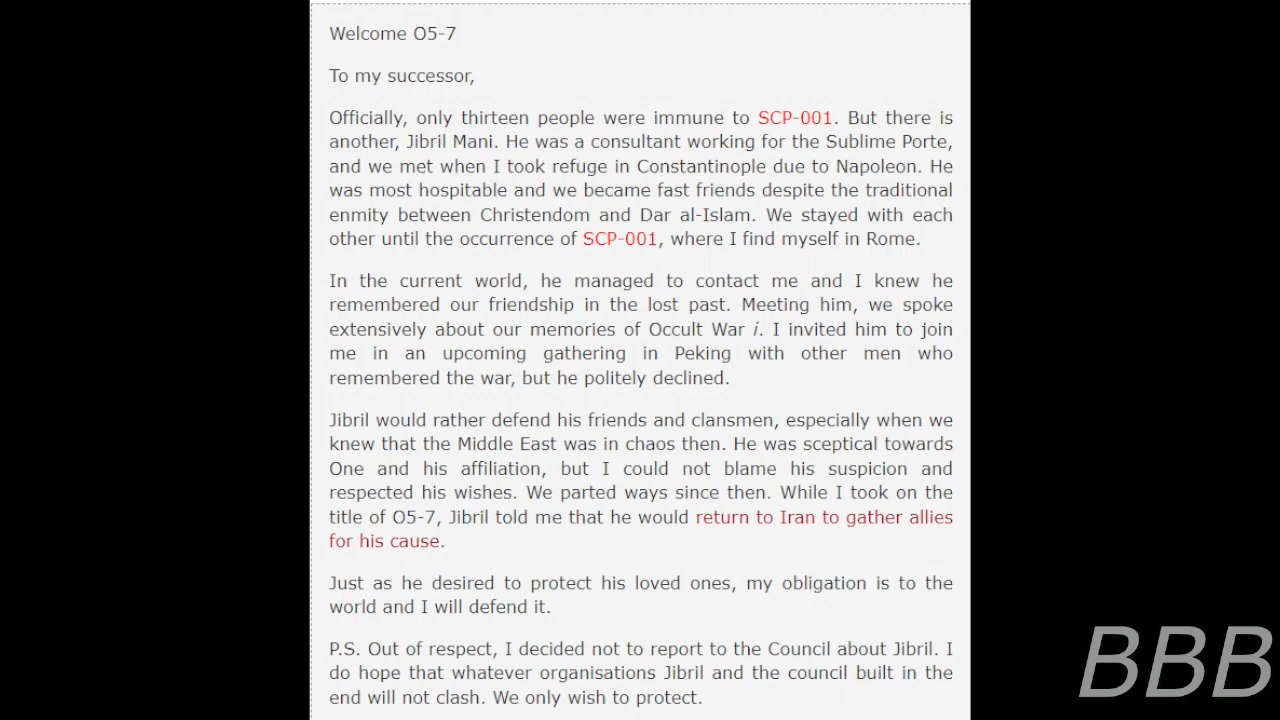 Welcome O5-7
To my successor,
Officially, only thirteen people were immune to SCP-001. But there is
another, Jibril Mani. He was a consultant working for the Sublime Porte,
and we met when I took refuge in Constantinople due to Napoleon. He
was most hospitable and we became fast friends despite the traditional
enmity between Christendom and Dar al-Islam. We stayed with each
other until the occurrence of SCP-001, where I find myself in Rome.
In the current world, he managed to contact me and I knew he
remembered our friendship in the lost past. Meeting him, we spoke
extensively about our memories of Occult War i. I invited him to join
me in an upcoming gathering in Peking with other men who
remembered the war, but he politely declined.
Jibril would rather defend his friends and clansmen, especially when we
knew that the Middle East was in chaos then. He was sceptical towards
One and his affiliation, but I could not blame his suspicion and
respected his wishes. We parted ways since then. While I took on the
title of O5-7, Jibril told me that he would return to Iran to gather allies
for his cause.
Just as he desired to protect his loved ones, my obligation is to the
world and I will defend it.
P.S. Out of respect, I decided not to report to the Council about Jibril. I
do hope that whatever organisations Jibril and the council built in the
end will not clash. We only wish to protect.
BBB